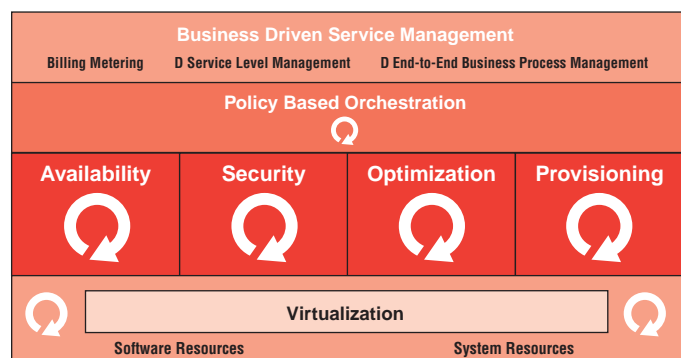 Business Driven Service Management
Billing Metering D Service Level Management D End-to-End Business Process Management
Policy Based Orchestration
Availability Security Optimization Provisioning
Virtualization
Software Resources System Resources